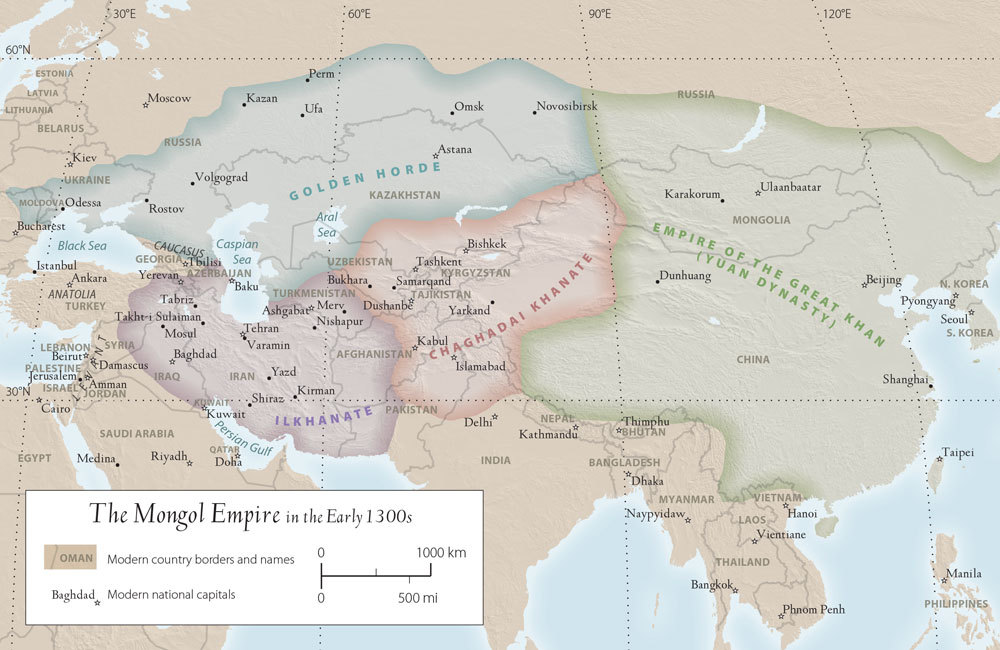 30°E
60°E
90°E
120°E
60°N
ESTONIA
LATVIA
LITHUANIA
BELARUS
Moscow
Kazan
Perm
Ufa
Omsk
Novosibirsk
RUSSIA
RUSSIA
Kiev
UKRAINE
Volgograd
GOLDEN HORDE
Astana
KAZAKHSTAN
MOLDOVA
Odessa
Rostov
Bucharest
Black Sea
CAUCASUS
Caspian
Sea
Aral
Sea
GEORGIA
Tbilisi
Yerevan
AZERBAIJAN
Baku
Istanbul
Ankara
ANATOLIA
TURKEY
Karakorum
Ulaanbaatar
MONGOLIA
EMPIRE OF THE GREAT KHAN
(YUAN DYNASTY)
Bishkek
Tashkent
KYRGYZSTAN
UZBEKISTAN
Bukhara
Samarqand
TAJIKISTAN
Dushanbe
Yarkand
CHAGHADAI KHANATE
TURKMENISTAN
Ashgabat
Merv
Nishapur
Dunhuang
Beijing
N. KOREA
Pyongyang
Seoul
S. KOREA
Tabriz
Takht-i Sulaiman
Mosul
Tehran
Varamin
SYRIA
LEBANON
Beirut
PALESTINE
Damascus
Jerusalem
ISRAEL
Amman
JORDAN
LEVANT
Baghdad
IRAQ
IRAN
Yazd
Kirman
Shiraz
ILKHANATE
AFGHANISTAN
Kabul
Islamabad
PAKISTAN
CHINA
Shanghai
30°N
Cairo
KUWAIT
Kuwait
Persian Gulf
SAUDI ARABIA
EGYPT
Medina
Riyadh
QATAR
Doha
Delhi
INDIA
NEPAL
Kathmandu
Thimphu
BHUTAN
BANGLADESH
Dhaka
MYANMAR
Naypyidaw
VIETNAM
Hanoi
LAOS
Vientiane
THAILAND
Bangkok
Phnom Penh
Taipei
Manila
PHILIPPINES
The Mongol Empire in the Early 1300s
OMAN
Modern country borders and names
Baghdad
Modern national capitals
0
1000 km
0
500 mi